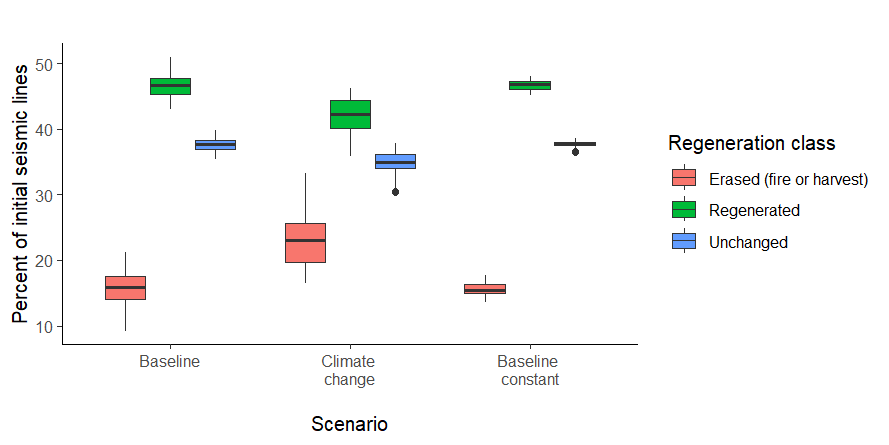 Percent of initial seismic lines
50
40
30
20
10
Baseline
Climate
change
Baseline
constant
Scenario
Regeneration class
Erased (fire or harvest)
Regenerated
Unchanged